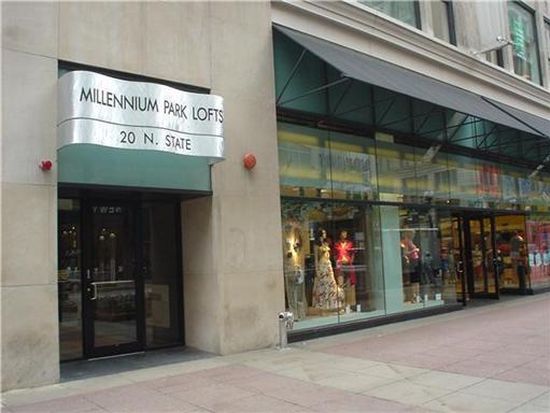 MILLENNIUM PARK LOFTS
20 N. STATE